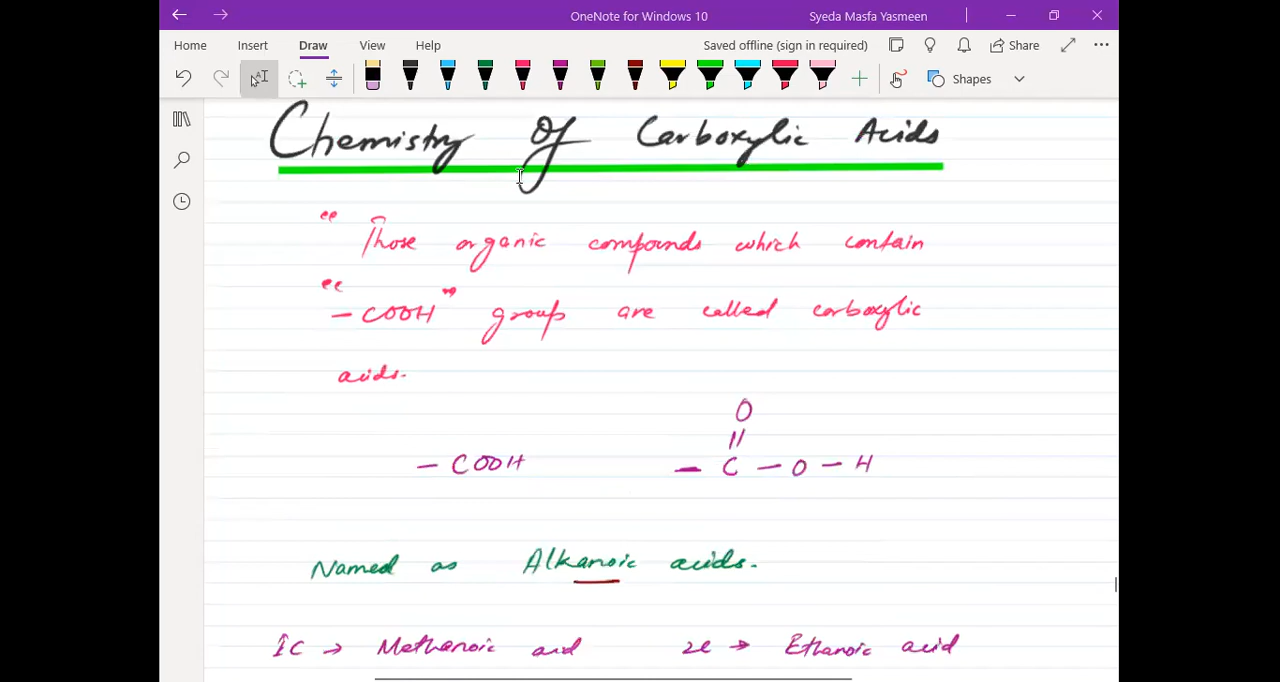 OneNote for Windows 10
Syeda Masfa Yasmeen
Home Insert Draw View Help
Saved offline (sign in required)
Share
Shapes
Chemistry Of Carboxylic Acids
“ Those organic compounds which contain
“ – COOH ” group are called carboxylic
acids.
O
||
– COOH – C – O – H
Named as Alkanoic acids.
1C → Methanoic acid 2C → Ethanoic acid